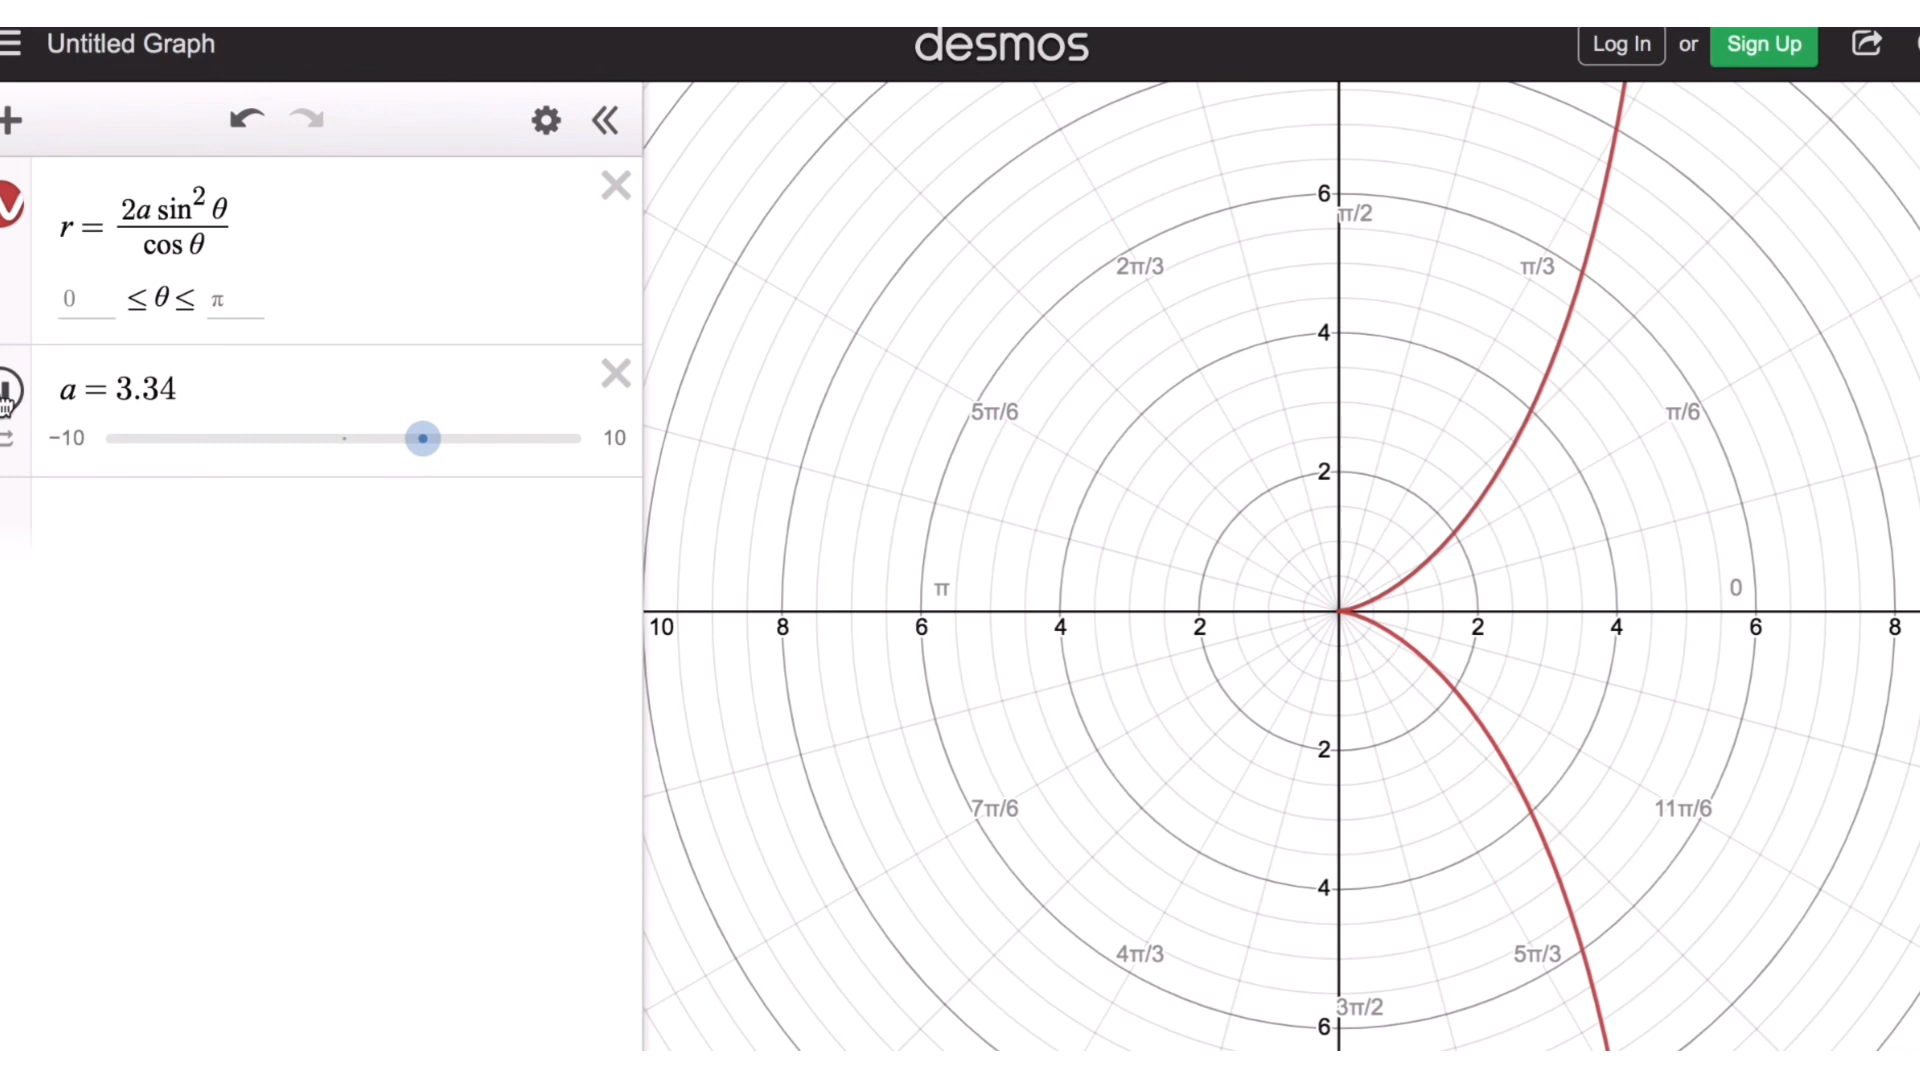 Untitled Graph
desmos
Log In or Sign Up
r = 2a sin² θ / cos θ
0 ≤ θ ≤ π
a = 3.34
−10 10
6
π/2
2π/3 π/3
4
5π/6 π/6
2
π 0
10 8 6 4 2 2 4 6 8
2
7π/6 11π/6
4
4π/3 5π/3
3π/2
6